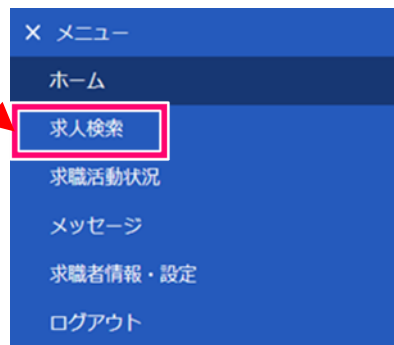 × メニュー
ホーム
求人検索
求職活動状況
メッセージ
求職者情報・設定
ログアウト